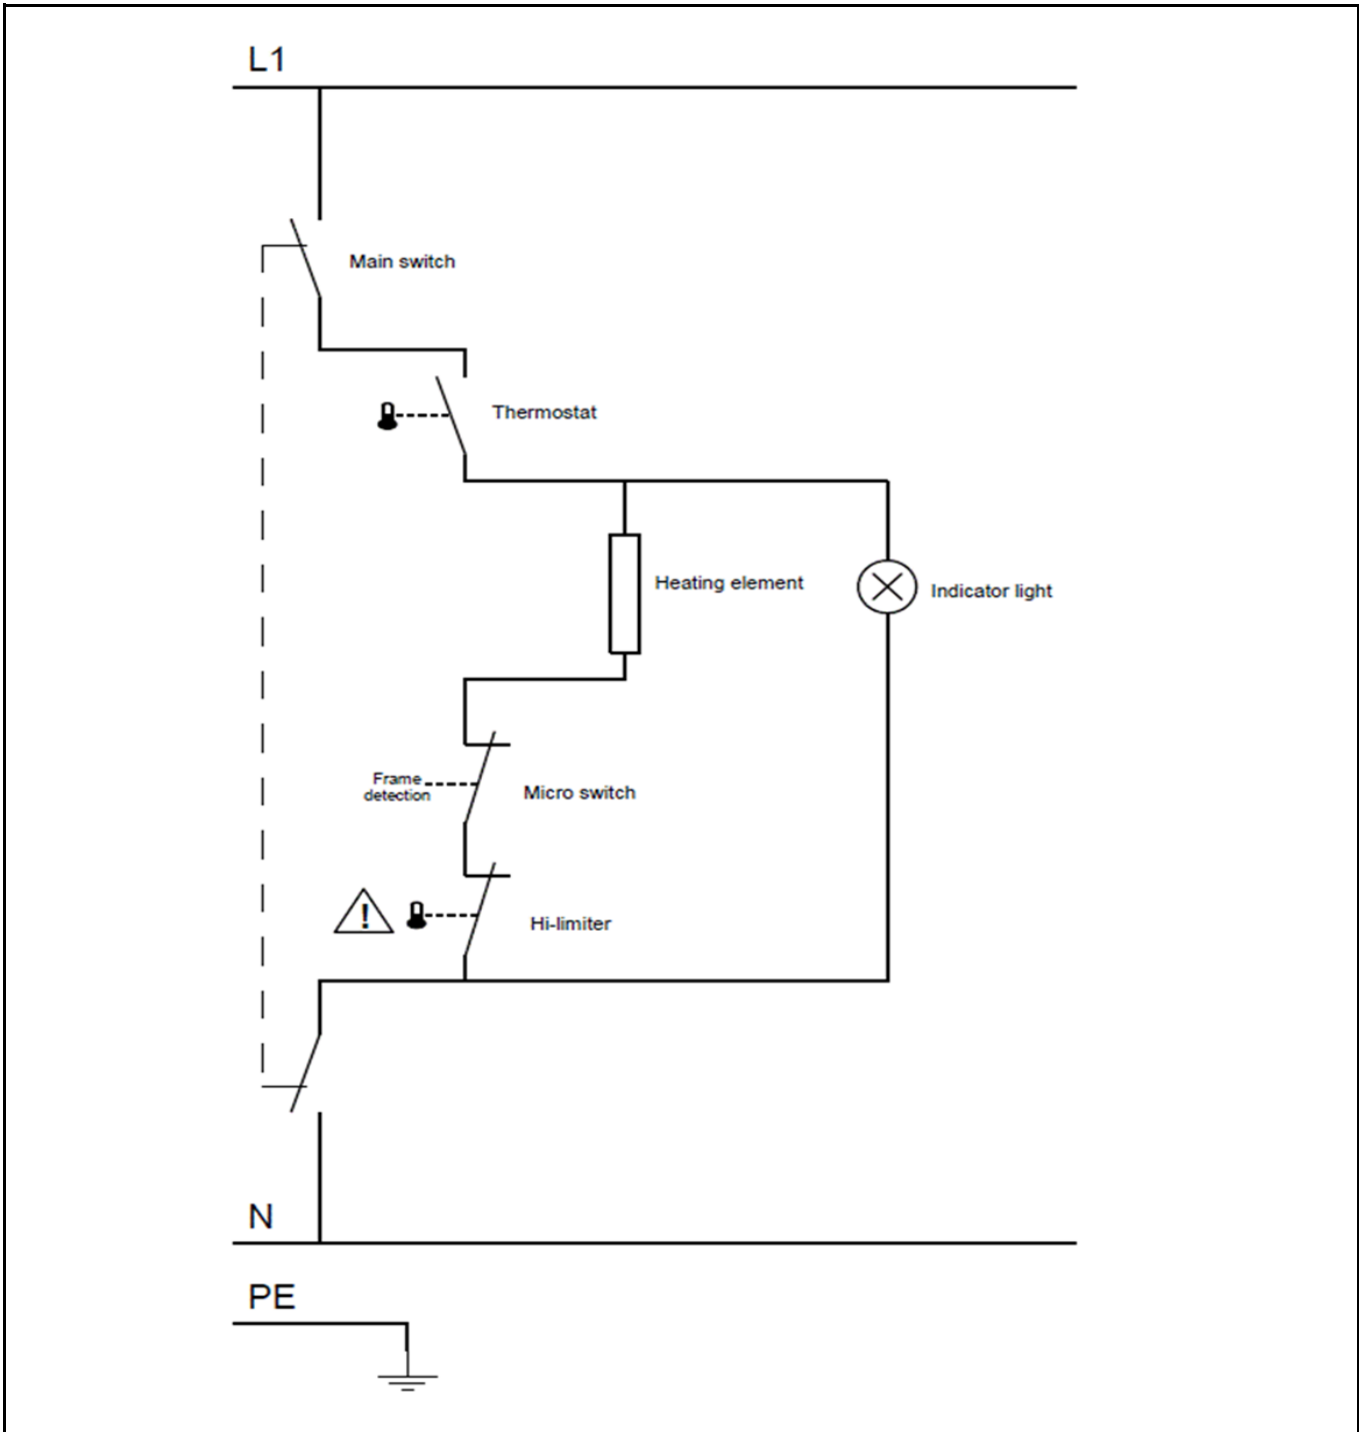 L1
Main switch
Thermostat
Heating element
Indicator light
Frame
detection
Micro switch
!
Hi-limiter
N
PE